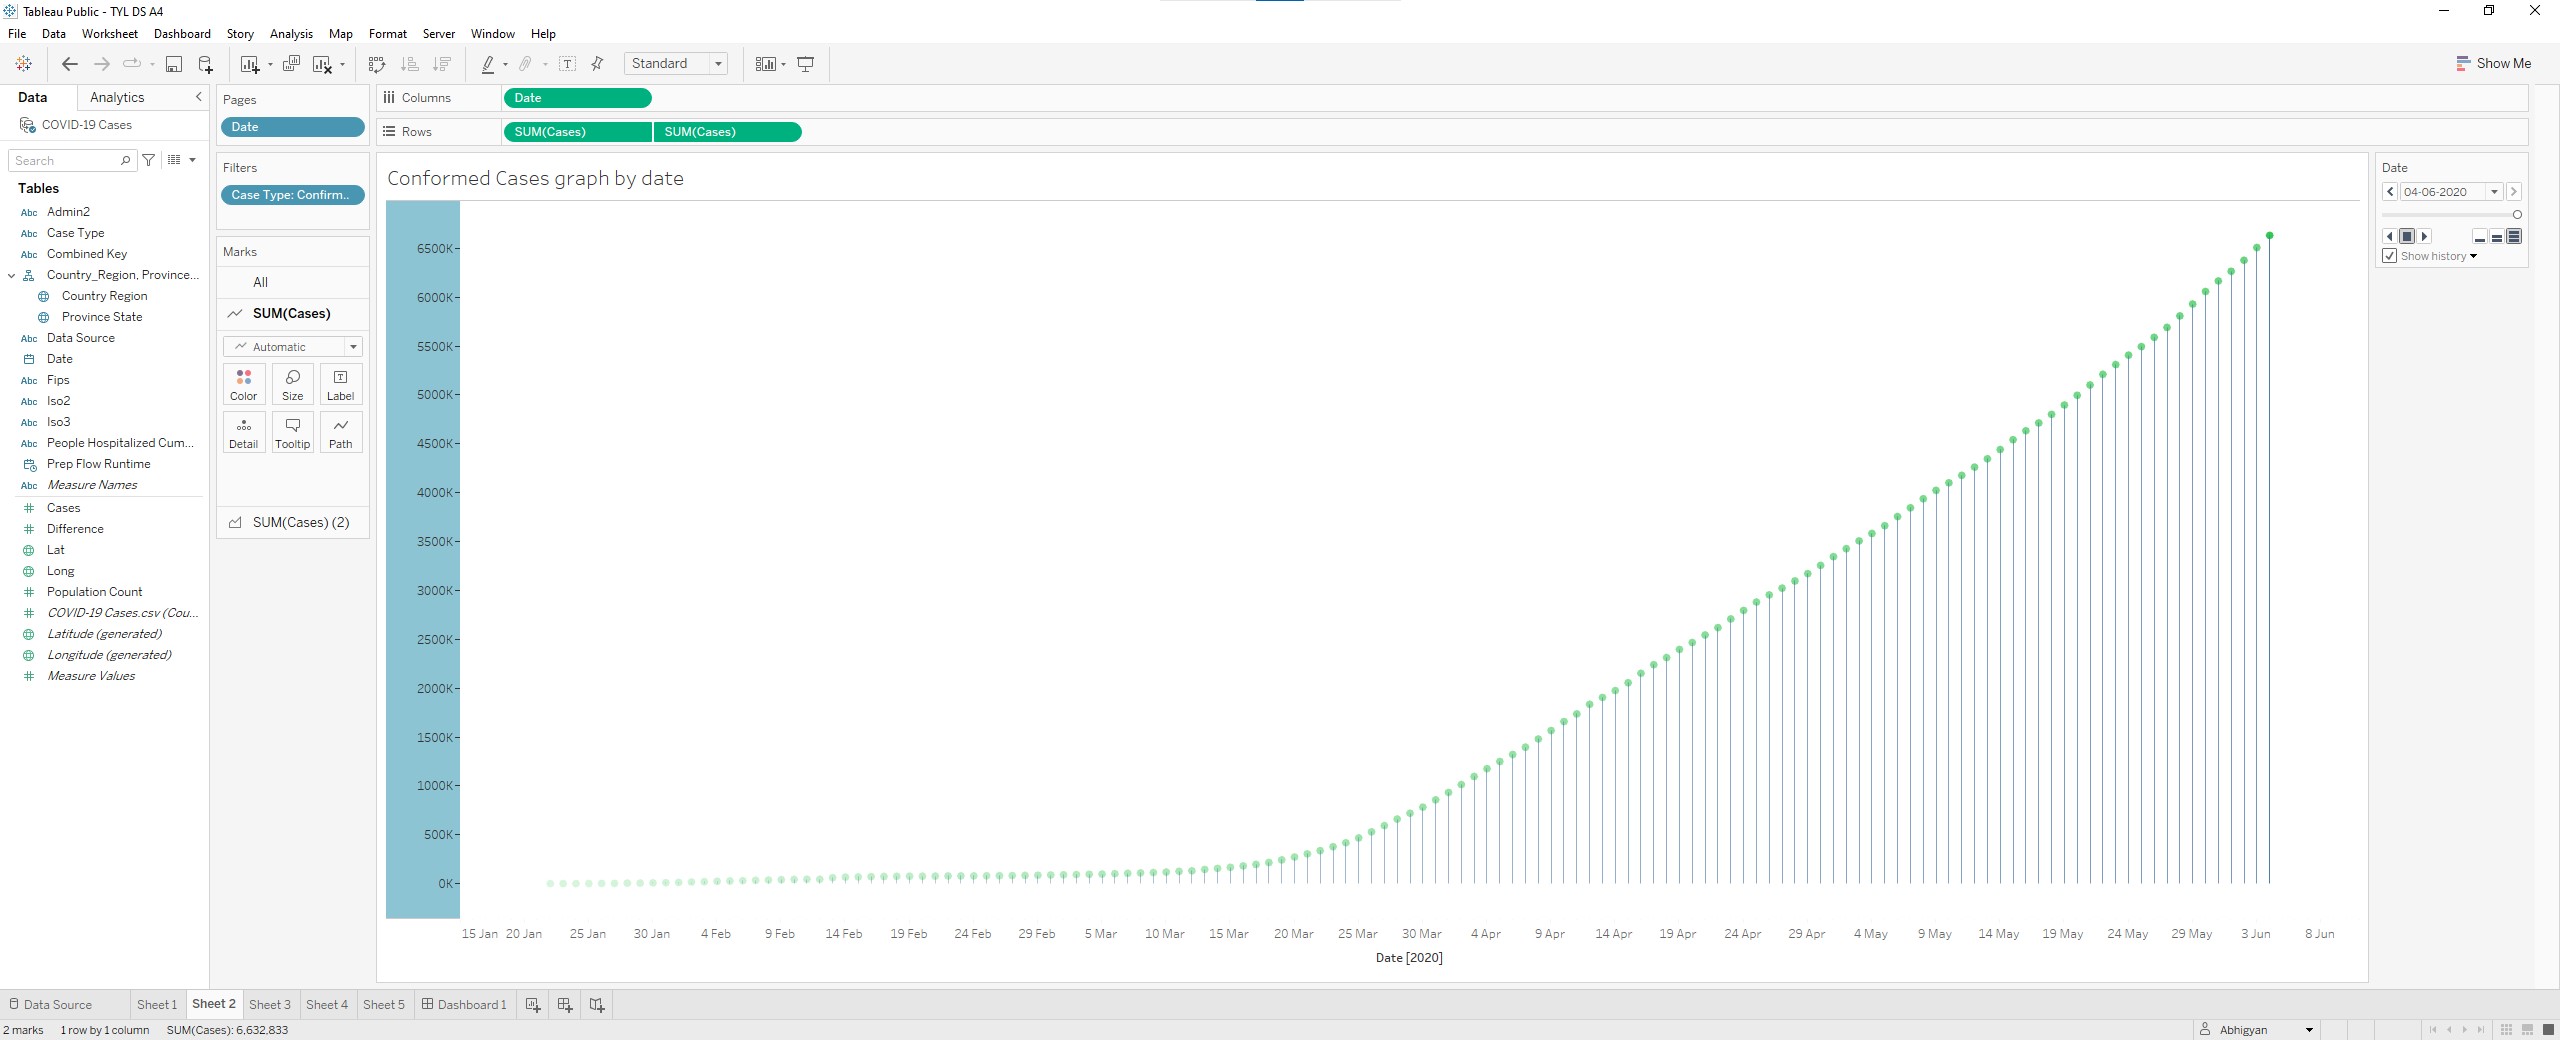 Tableau Public - TYL DS A4
File Data Worksheet Dashboard Story Analysis Map Format Server Window Help
Standard
Show Me
Data Analytics
COVID-19 Cases
Search
Tables
Admin2
Case Type
Combined Key
Country_Region, Province...
Country Region
Province State
Data Source
Date
Fips
Iso2
Iso3
People Hospitalized Cum...
Prep Flow Runtime
Measure Names
Cases
Difference
Lat
Long
Population Count
COVID-19 Cases.csv (Cou...
Latitude (generated)
Longitude (generated)
Measure Values
Pages
Date
Filters
Case Type: Confirm..
Marks
All
SUM(Cases)
Automatic
Color Size Label
Detail Tooltip Path
SUM(Cases) (2)
Columns Date
Rows SUM(Cases) SUM(Cases)
Conformed Cases graph by date
6500K
6000K
5500K
5000K
4500K
4000K
3500K
3000K
2500K
2000K
1500K
1000K
500K
0K
15 Jan 20 Jan 25 Jan 30 Jan 4 Feb 9 Feb 14 Feb 19 Feb 24 Feb 29 Feb 5 Mar 10 Mar 15 Mar 20 Mar 25 Mar 30 Mar 4 Apr 9 Apr 14 Apr 19 Apr 24 Apr 29 Apr 4 May 9 May 14 May 19 May 24 May 29 May 3 Jun 8 Jun
Date [2020]
Date
04-06-2020
Show history
Data Source Sheet 1 Sheet 2 Sheet 3 Sheet 4 Sheet 5 Dashboard 1
2 marks 1 row by 1 column SUM(Cases): 6,632,833
Abhigyan